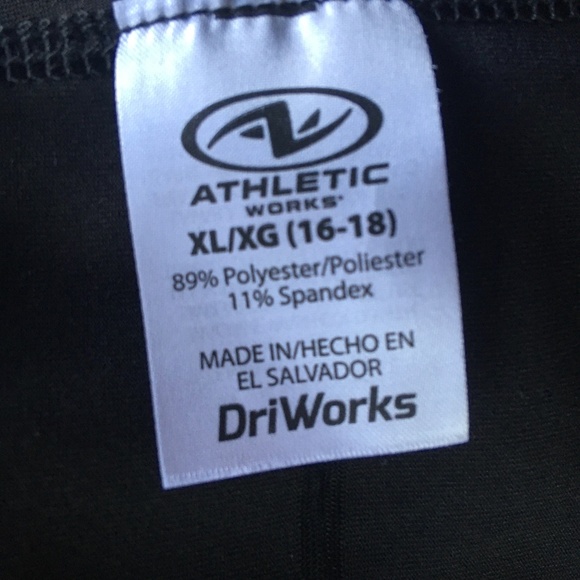 ATHLETIC
WORKS
XL/XG (16-18)
89% Polyester/Poliester
11% Spandex
MADE IN/HECHO EN
EL SALVADOR
DriWorks